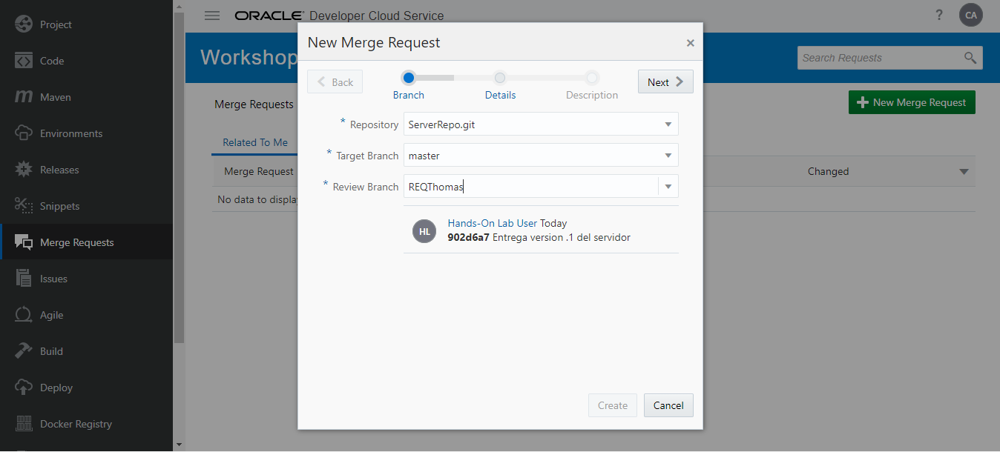 Project
Code
Maven
Environments
Releases
Snippets
Merge Requests
Issues
Agile
Build
Deploy
Docker Registry
ORACLE® Developer Cloud Service
?
CA
Workshop
Search Requests
Merge Requests
New Merge Request
Related To Me
Merge Request
Changed
No data to display
New Merge Request
×
Back
Next
Branch
Details
Description
* Repository ServerRepo.git
* Target Branch master
* Review Branch REQThomas
HL
Hands-On Lab User Today
902d6a7 Entrega version .1 del servidor
Create
Cancel